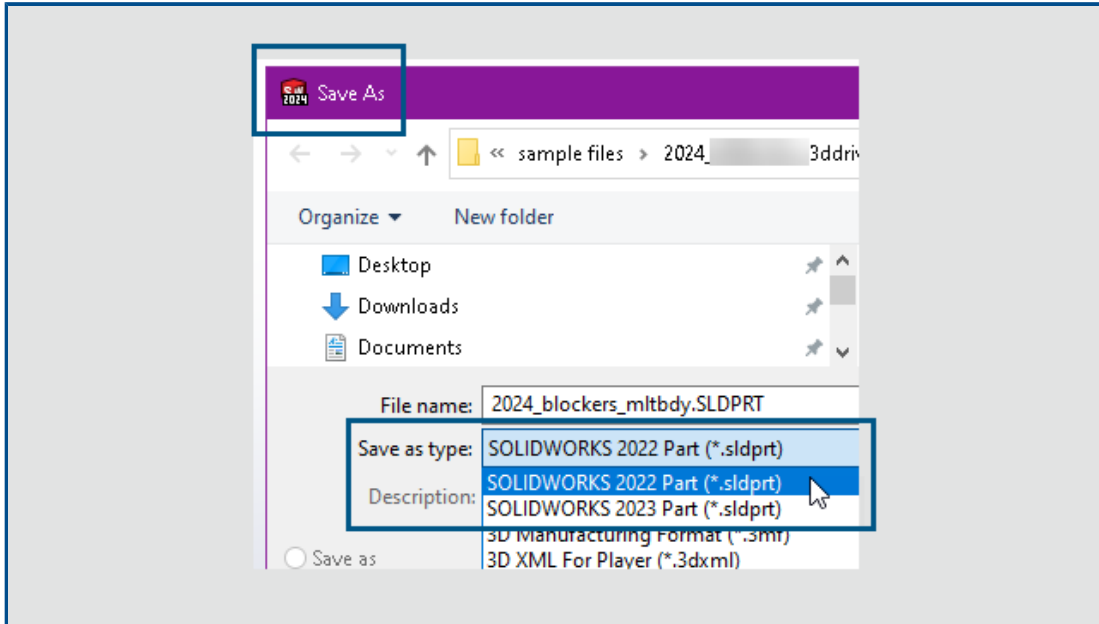 SW 2024 Save As
« sample files › 2024_ 3ddriv
Organize New folder
Desktop
Downloads
Documents
File name: 2024_blockers_mltbdy.SLDPRT
Save as type: SOLIDWORKS 2022 Part (*.sldprt)
Description: SOLIDWORKS 2022 Part (*.sldprt)
SOLIDWORKS 2023 Part (*.sldprt)
3D Manufacturing Format (*.3mf)
Save as 3D XML For Player (*.3dxml)